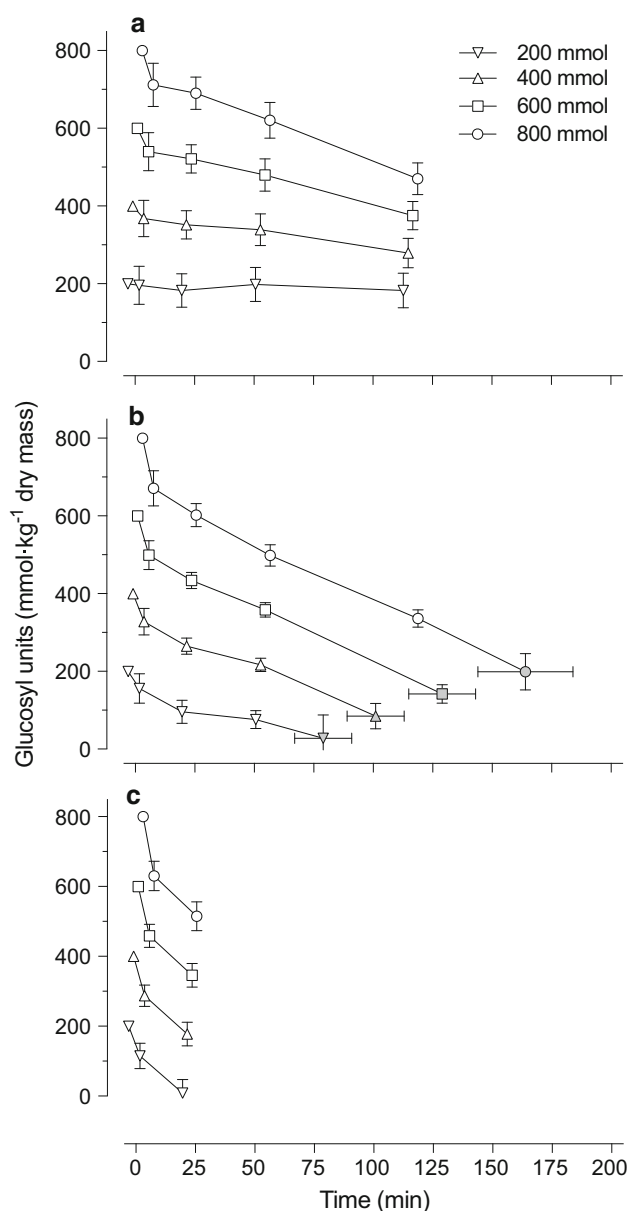 a
800
600
400
200
0
200 mmol
400 mmol
600 mmol
800 mmol
Glucosyl units (mmol·kg⁻¹ dry mass)
b
800
600
400
200
0
c
800
600
400
200
0
0 25 50 75 100 125 150 175 200
Time (min)